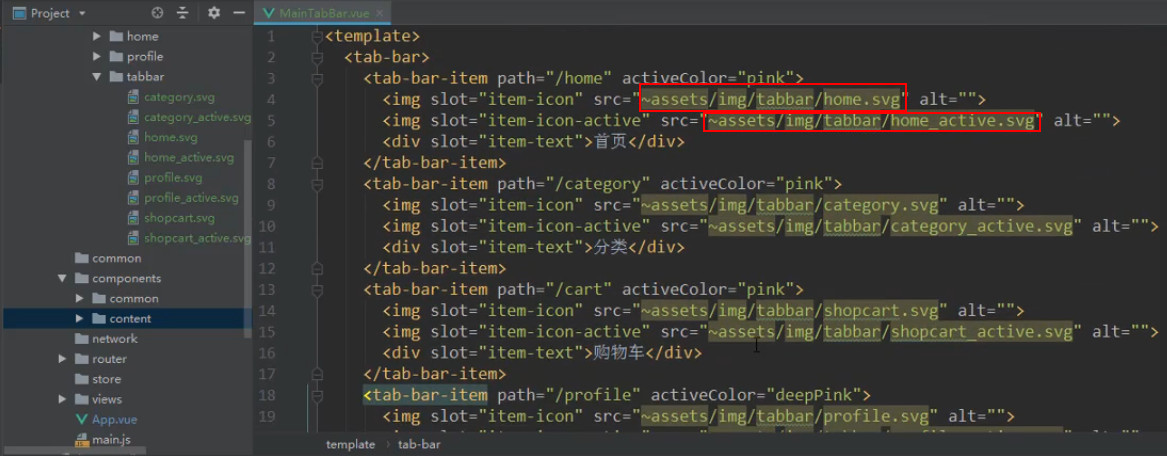 Project
MainTabBar.vue
home
profile
tabbar
category.svg
category_active.svg
home.svg
home_active.svg
profile.svg
profile_active.svg
shopcart.svg
shopcart_active.svg
common
components
common
content
network
router
store
views
App.vue
main.js
1 <template>
2 <tab-bar>
3 <tab-bar-item path="/home" activeColor="pink">
4 <img slot="item-icon" src="~assets/img/tabbar/home.svg" alt="">
5 <img slot="item-icon-active" src="~assets/img/tabbar/home_active.svg" alt="">
6 <div slot="item-text">首页</div>
7 </tab-bar-item>
8 <tab-bar-item path="/category" activeColor="pink">
9 <img slot="item-icon" src="~assets/img/tabbar/category.svg" alt="">
10 <img slot="item-icon-active" src="~assets/img/tabbar/category_active.svg" alt="">
11 <div slot="item-text">分类</div>
12 </tab-bar-item>
13 <tab-bar-item path="/cart" activeColor="pink">
14 <img slot="item-icon" src="~assets/img/tabbar/shopcart.svg" alt="">
15 <img slot="item-icon-active" src="~assets/img/tabbar/shopcart_active.svg" alt="">
16 <div slot="item-text">购物车</div>
17 </tab-bar-item>
18 <tab-bar-item path="/profile" activeColor="deepPink">
19 <img slot="item-icon" src="~assets/img/tabbar/profile.svg" alt="">
template › tab-bar